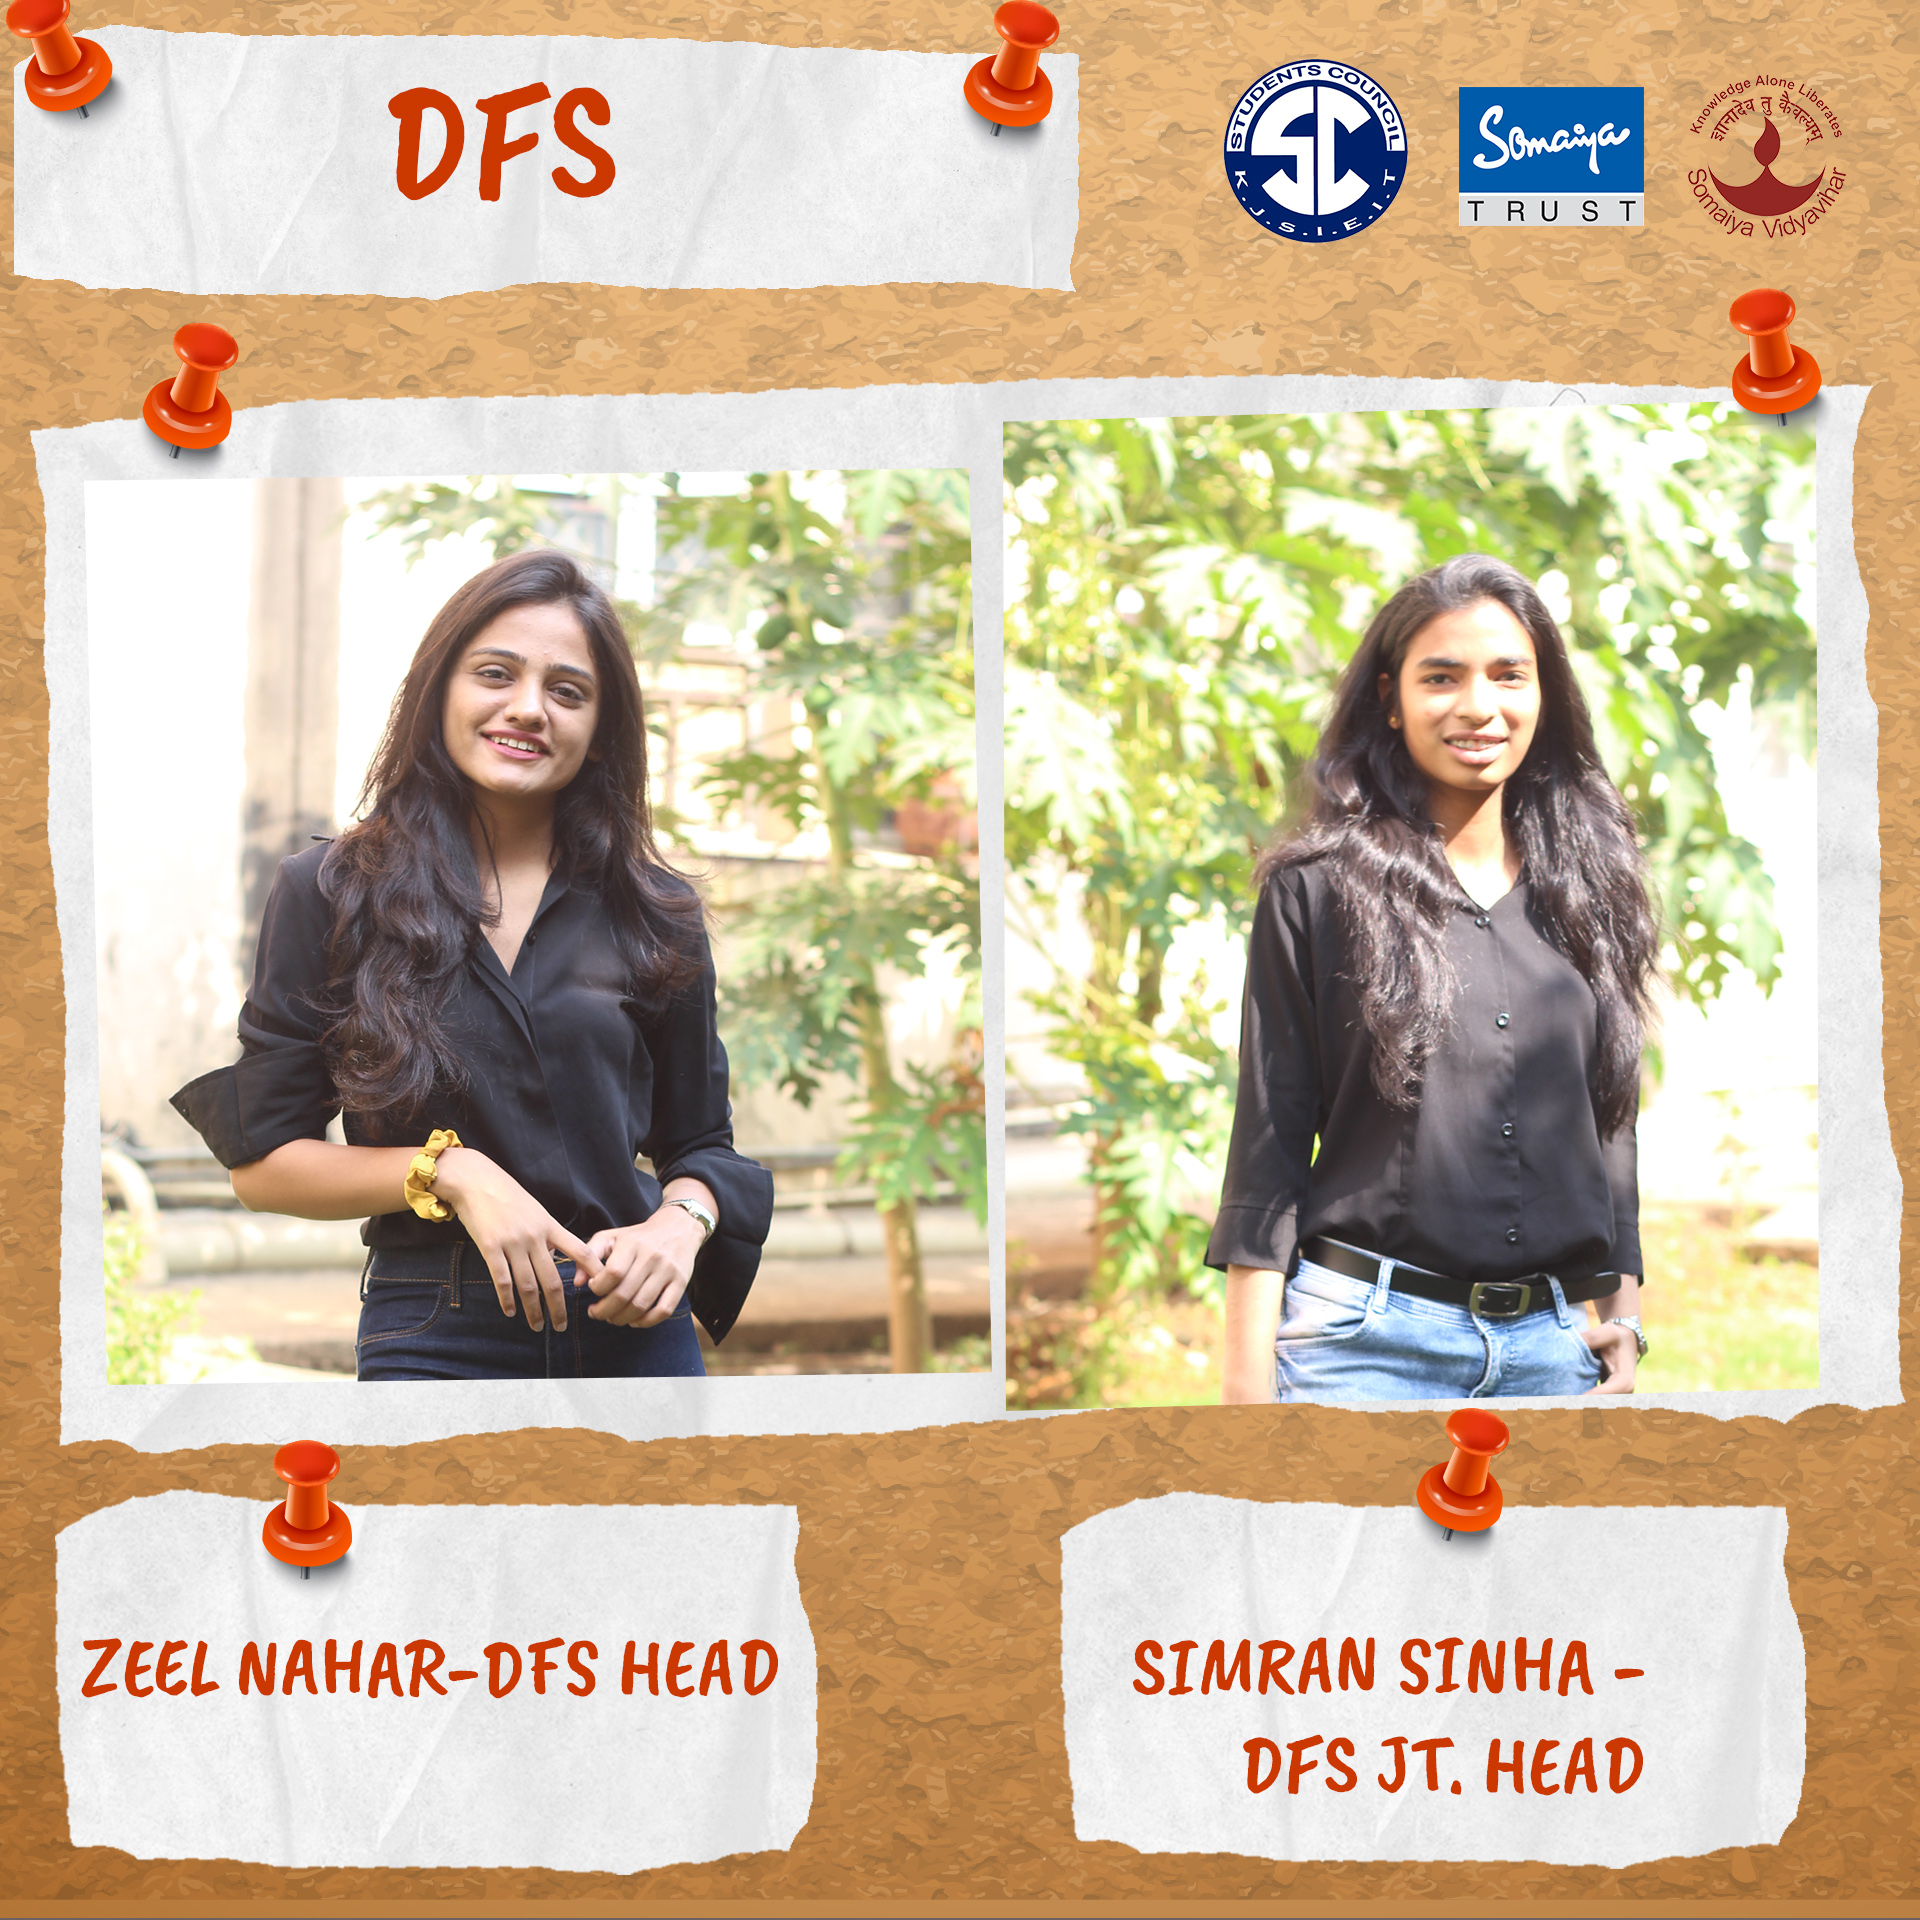 DFS
STUDENTS COUNCIL
SC
K.J.S.I.E.I.T
Somaiya
TRUST
Knowledge Alone Liberates
ज्ञानादेव तु कैवल्यम्
Somaiya Vidyavihar
ZEEL NAHAR-DFS HEAD
SIMRAN SINHA -
DFS JT. HEAD